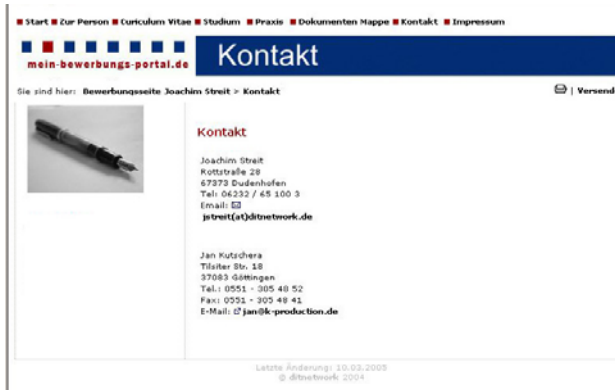 Start Zur Person Curiculum Vitae Studium Praxis Dokumenten Mappe Kontakt Impressum
mein-bewerbungs-portal.de
Kontakt
Sie sind hier: Bewerbungsseite Joachim Streit > Kontakt | Versend
Kontakt
Joachim Streit
Rottstraße 28
67373 Dudenhofen
Tel: 06232 / 65 100 3
Email:
jstreit(at)ditnetwork.de
Jan Kutschera
Tilsiter Str. 18
37083 Göttingen
Tel.: 0551 - 305 48 52
Fax: 0551 - 305 48 41
E-Mail: jan@k-production.de
Letzte Änderung: 10.03.2005
© ditnetwork 2004